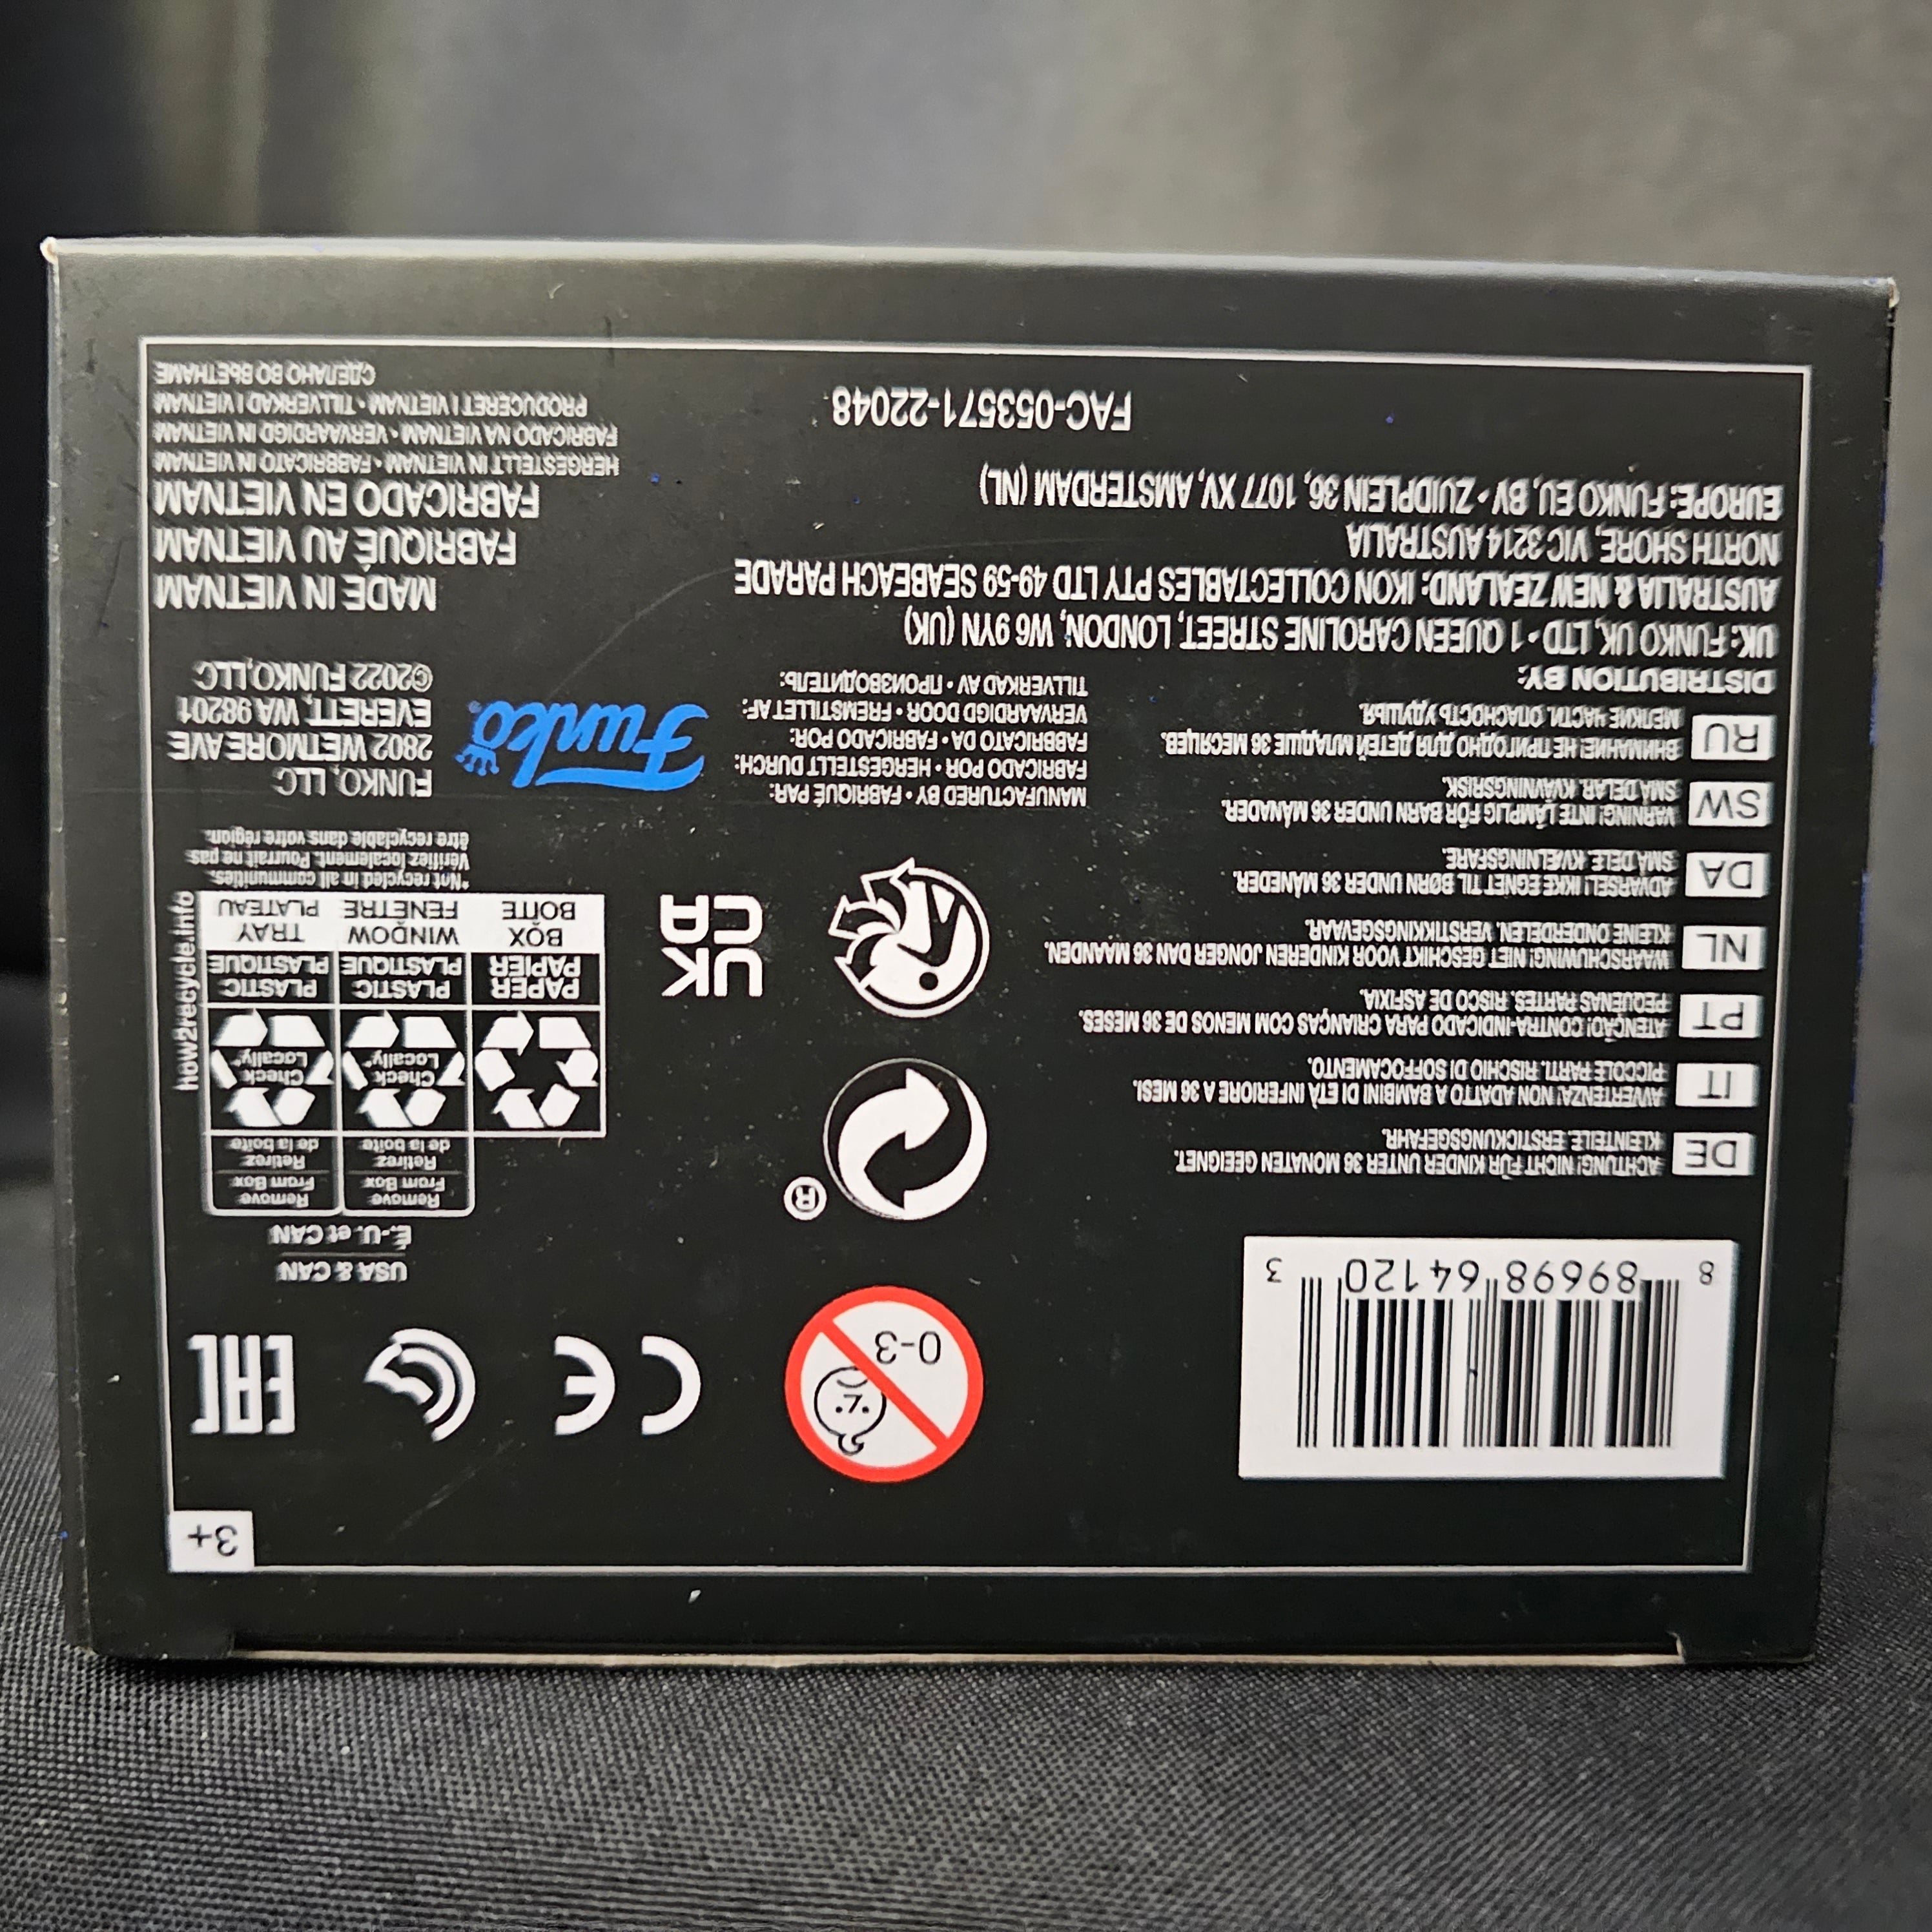 3+
8 89698 64120 3
0-3
CE
EAC
USA & CAN
É.-U. et CAN
Remove
From Box
Retirez
de la boîte
Remove
From Box
Retirez
de la boîte
Check
Locally*
Check
Locally*
PAPER
PAPIER
PLASTIC
PLASTIQUE
PLASTIC
PLASTIQUE
BOX
BOÎTE
WINDOW
FENÊTRE
TRAY
PLATEAU
how2recycle.info
*Not recycled in all communities.
Vérifiez localement. Pourrait ne pas
être recyclable dans votre région.
®
UK
CA
DE
ACHTUNG! NICHT FÜR KINDER UNTER 36 MONATEN GEEIGNET.
KLEINTEILE. ERSTICKUNGSGEFAHR.
IT
AVVERTENZA! NON ADATTO A BAMBINI DI ETÀ INFERIORE A 36 MESI.
PICCOLE PARTI. RISCHIO DI SOFFOCAMENTO.
PT
ATENÇÃO! CONTRA-INDICADO PARA CRIANÇAS COM MENOS DE 36 MESES.
PEQUENAS PARTES. RISCO DE ASFIXIA.
NL
WAARSCHUWING! NIET GESCHIKT VOOR KINDEREN JONGER DAN 36 MAANDEN.
KLEINE ONDERDELEN. VERSTIKKINGSGEVAAR.
DA
ADVARSEL! IKKE EGNET TIL BØRN UNDER 36 MÅNEDER.
SMÅ DELE. KVÆLNINGSFARE.
SW
VARNING! INTE LÄMPLIG FÖR BARN UNDER 36 MÅNADER.
SMÅ DELAR. KVÄVNINGSRISK.
RU
ВНИМАНИЕ! НЕ ПРИГОДНО ДЛЯ ДЕТЕЙ МЛАДШЕ 36 МЕСЯЦЕВ.
МЕЛКИЕ ЧАСТИ. ОПАСНОСТЬ УДУШЬЯ.
MANUFACTURED BY • FABRIQUÉ PAR:
FABRICADO POR • HERGESTELLT DURCH:
FABBRICATO DA • FABRICADO POR:
VERVAARDIGD DOOR • FREMSTILLET AF:
TILLVERKAD AV • ПРОИЗВОДИТЕЛЬ:
Funko®
FUNKO, LLC
2802 WETMORE AVE
EVERETT, WA 98201
©2022 FUNKO,LLC
DISTRIBUTION BY:
UK: FUNKO UK, LTD • 1 QUEEN CAROLINE STREET, LONDON, W6 9YN (UK)
AUSTRALIA & NEW ZEALAND: IKON COLLECTABLES PTY LTD 49-59 SEABEACH PARADE
NORTH SHORE, VIC 3214 AUSTRALIA
EUROPE: FUNKO EU, BV • ZUIDPLEIN 36, 1077 XV, AMSTERDAM (NL)
MADE IN VIETNAM
FABRIQUÉ AU VIETNAM
FABRICADO EN VIETNAM
HERGESTELLT IN VIETNAM • FABBRICATO IN VIETNAM
FABRICADO NA VIETNAM • VERVAARDIGD IN VIETNAM
PRODUCERET I VIETNAM • TILLVERKAD I VIETNAM
СДЕЛАНО ВО ВЬЕТНАМЕ
FAC-053571-22048